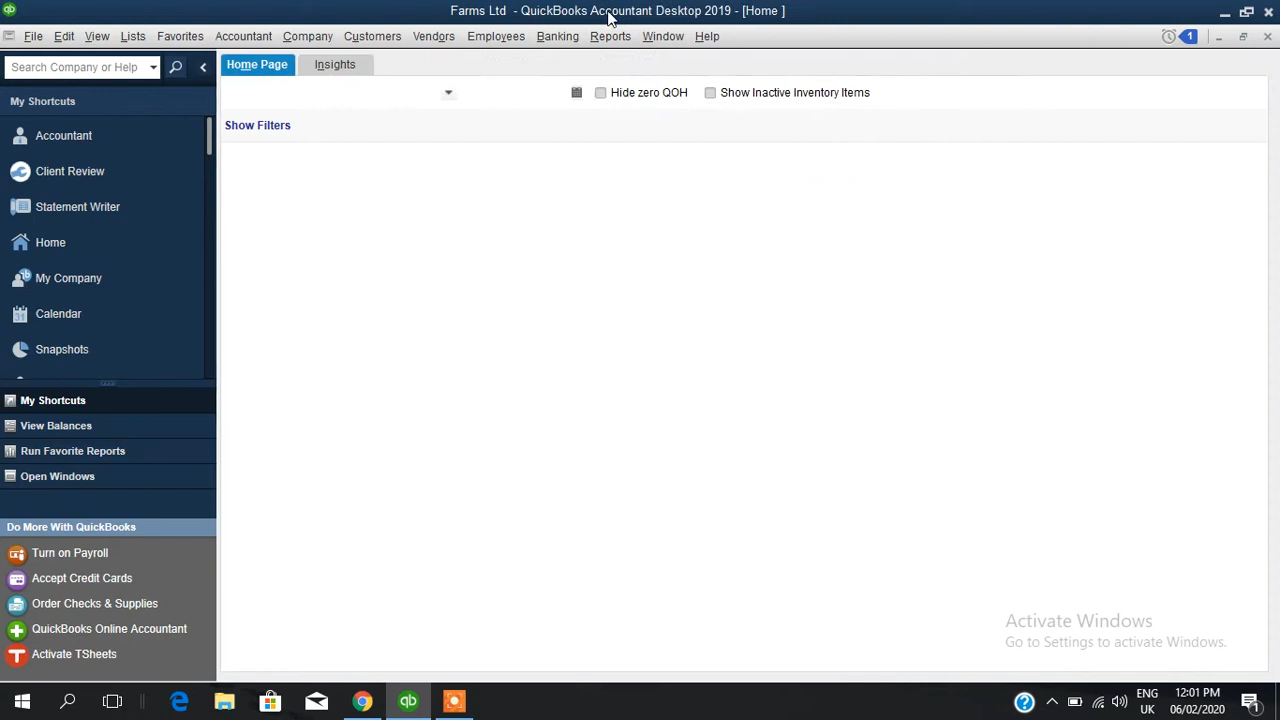 Farms Ltd - QuickBooks Accountant Desktop 2019 - [Home ]
File Edit View Lists Favorites Accountant Company Customers Vendors Employees Banking Reports Window Help 1
Search Company or Help
Home Page Insights
Hide zero QOH Show Inactive Inventory Items
Show Filters
My Shortcuts
Accountant
Client Review
Statement Writer
Home
My Company
Calendar
31
Snapshots
My Shortcuts
View Balances
Run Favorite Reports
Open Windows
Do More With QuickBooks
Turn on Payroll
Accept Credit Cards
Order Checks & Supplies
QuickBooks Online Accountant
Activate TSheets
Activate Windows
Go to Settings to activate Windows.
ENG
UK
12:01 PM
06/02/2020
1